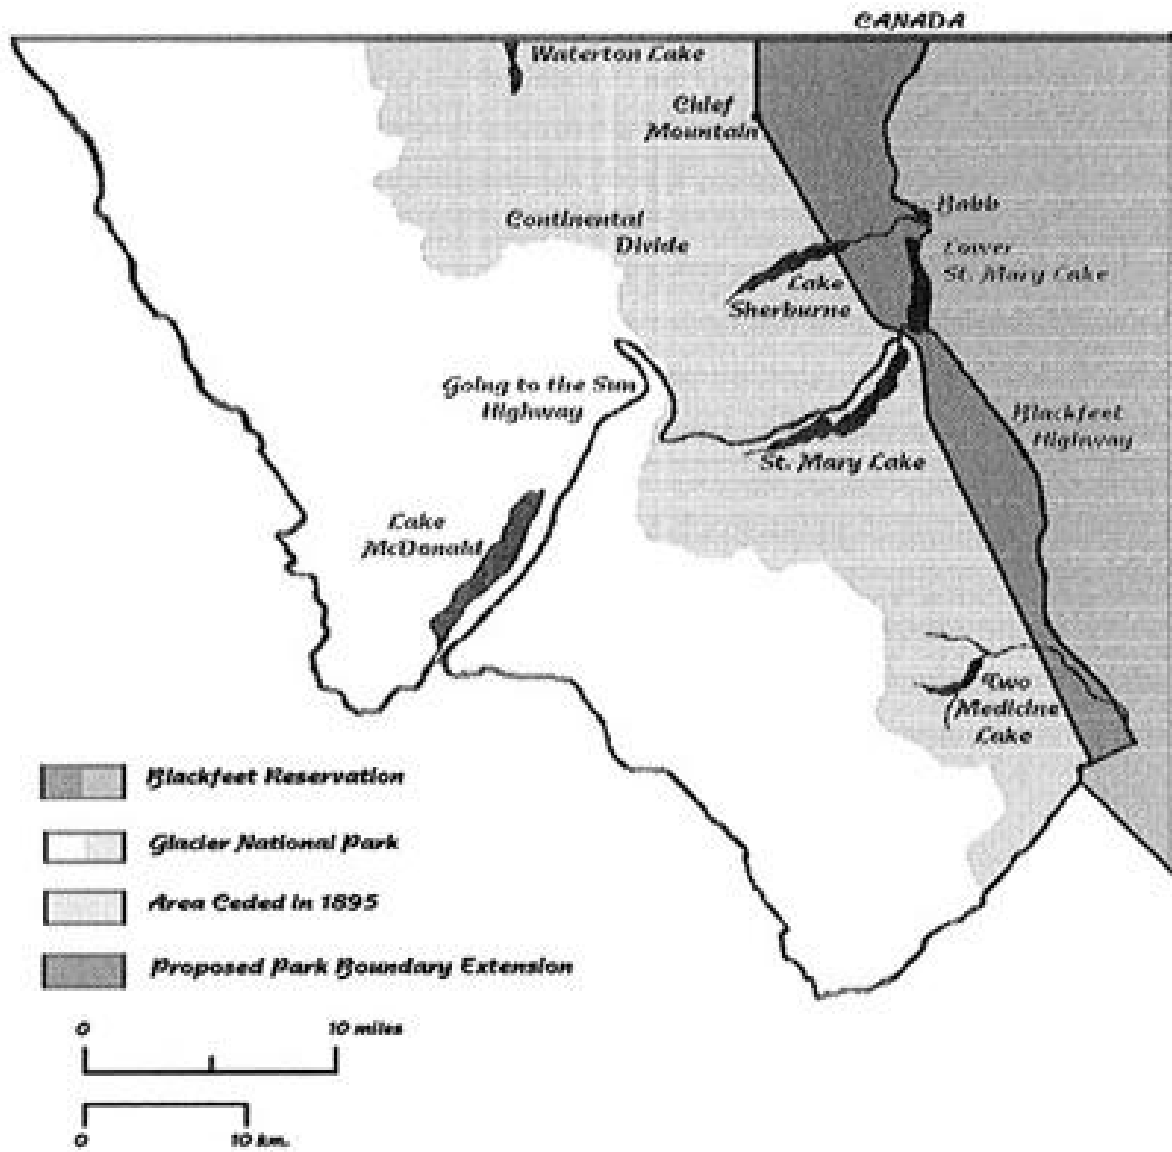 CANADA
Waterton Lake
Chief
Mountain
Babb
Continental
Divide
Lower
St. Mary Lake
Lake
Sherburne
Going to the Sun
Highway
Blackfeet
Highway
St. Mary Lake
Lake
McDonald
Two
Medicine
Lake
Blackfeet Reservation
Glacier National Park
Area Ceded in 1895
Proposed Park Boundary Extension
0 10 miles
0 10 km.